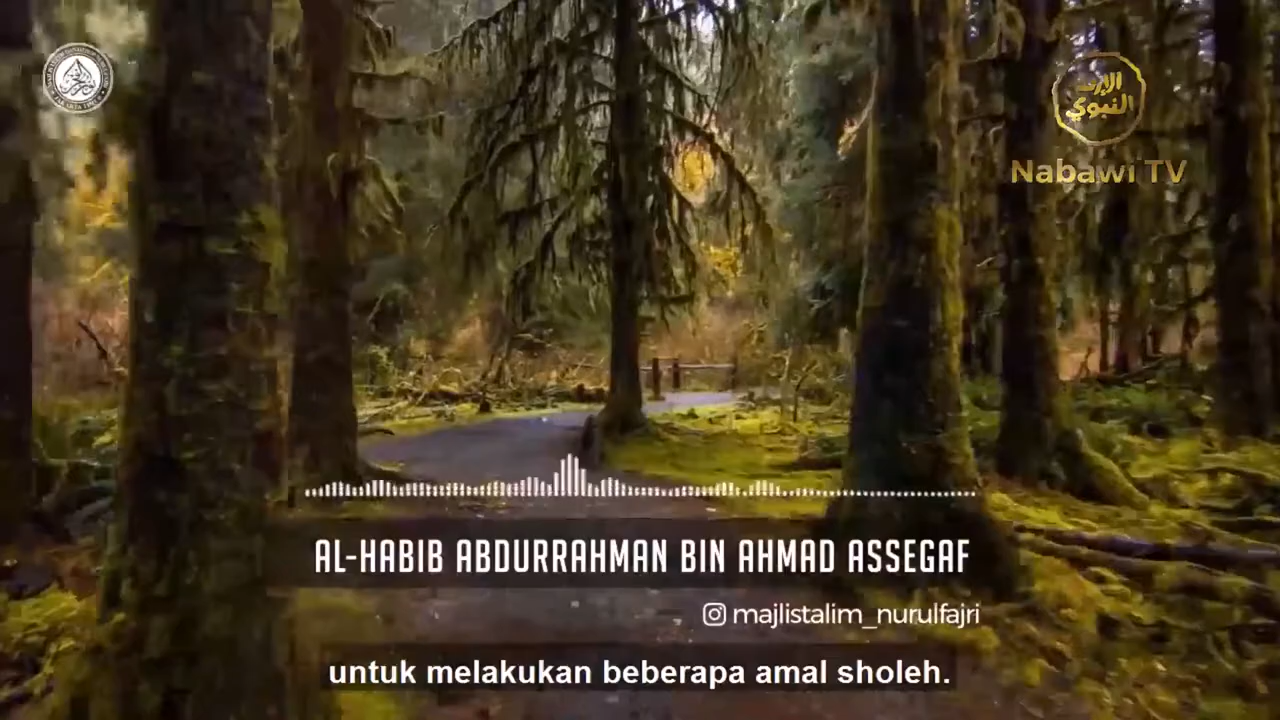 الإرث
النبوي
Nabawi TV
AL-HABIB ABDURRAHMAN BIN AHMAD ASSEGAF
majlistalim_nurulfajri
untuk melakukan beberapa amal sholeh.